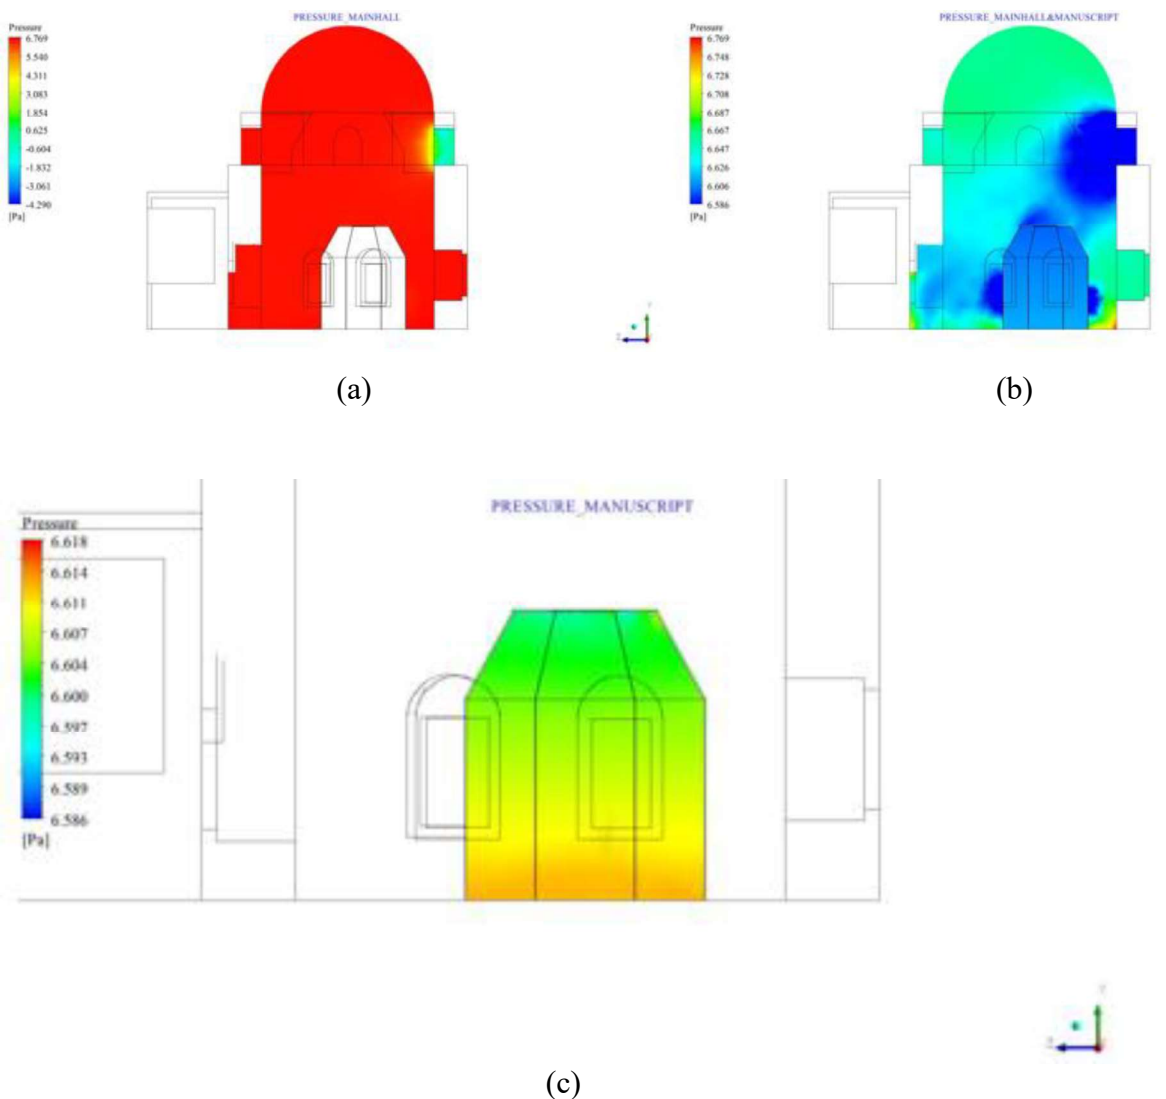 PRESSURE_MAINHALL
Pressure
6.769
5.540
4.311
3.083
1.854
0.625
-0.604
-1.832
-3.061
-4.290
[Pa]
(a)
PRESSURE_MAINHALL&MANUSCRIPT
Pressure
6.769
6.748
6.728
6.708
6.687
6.667
6.647
6.626
6.606
6.586
[Pa]
(b)
PRESSURE_MANUSCRIPT
Pressure
6.618
6.614
6.611
6.607
6.604
6.600
6.597
6.593
6.589
6.586
[Pa]
Y
(c)